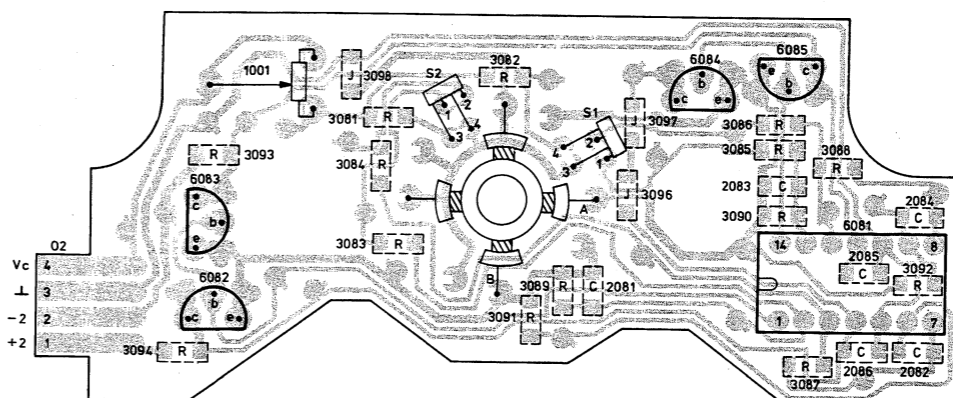 6085
3082
6084
e c
1001
J 3098
S2
R
b
b
2
c e
1
S1
J 3097
3086 R
3081 R
4
3
2
4
3085 R
3088
R 3093
3084 R
3
1
R
6083
2083 C
c
J 3096
2084
b
A
3090 R
C
6081
02
3083 R
14 8
2085
Vc 4
C
3092
6082
B
R
⊥ 3
b
3089 R
C 2081
-2 2
c e
3091 R
1 7
+2 1
3094 R
R
C
C
3087
2086
2082